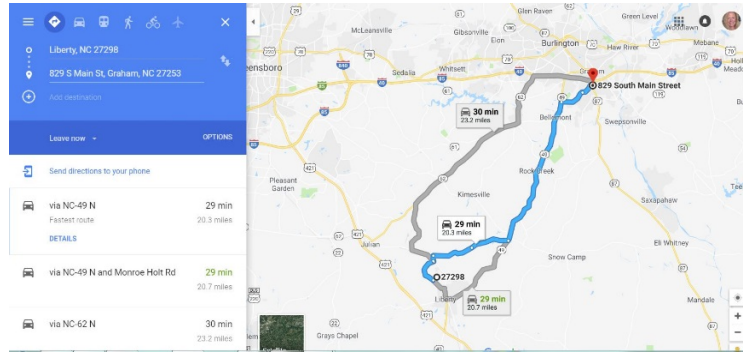 Liberty, NC 27298
829 S Main St, Graham, NC 27253
Add destination
Leave now
OPTIONS
Send directions to your phone
via NC-49 N
29 min
Fastest route
20.3 miles
DETAILS
via NC-49 N and Monroe Holt Rd
29 min
20.7 miles
via NC-62 N
30 min
23.2 miles
Glen Raven
Green Level
McLeansville
Gibsonville
Elon
Burlington
Haw River
Mebane
Sedalia
Whitsett
Graham
829 South Main Street
30 min
23.2 miles
Bellemont
Swepsonville
Rock Creek
Pleasant
Garden
Kimesville
Saxapahaw
29 min
20.3 miles
Julian
Eli Whitney
Snow Camp
27298
Liberty
29 min
20.7 miles
Mandale
Grays Chapel